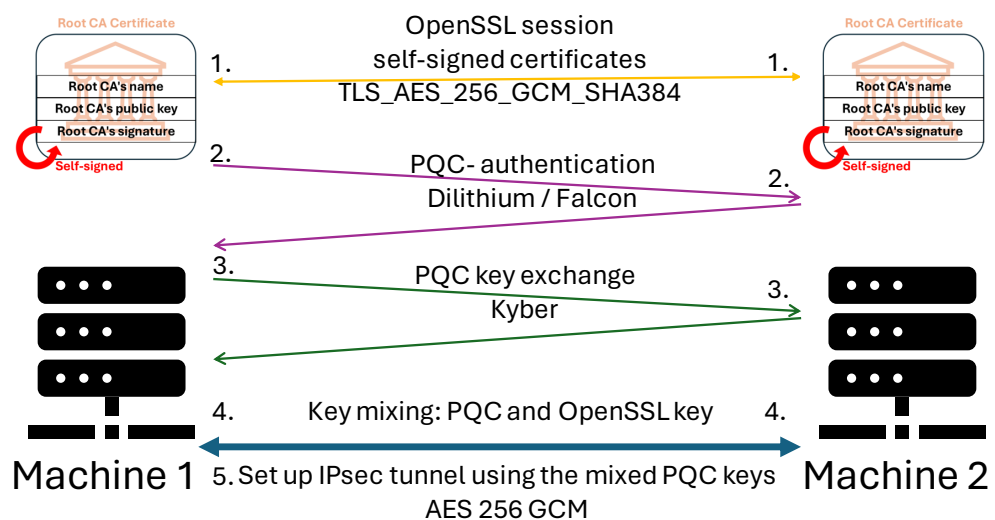 Root CA Certificate
Root CA's name
Root CA's public key
Root CA's signature
Self-signed
OpenSSL session
self-signed certificates
TLS_AES_256_GCM_SHA384
1.
1.
Root CA Certificate
Root CA's name
Root CA's public key
Root CA's signature
Self-signed
2.
PQC- authentication
Dilithium / Falcon
2.
3.
PQC key exchange
Kyber
3.
4.
Key mixing: PQC and OpenSSL key
4.
Machine 1
5. Set up IPsec tunnel using the mixed PQC keys
AES 256 GCM
Machine 2